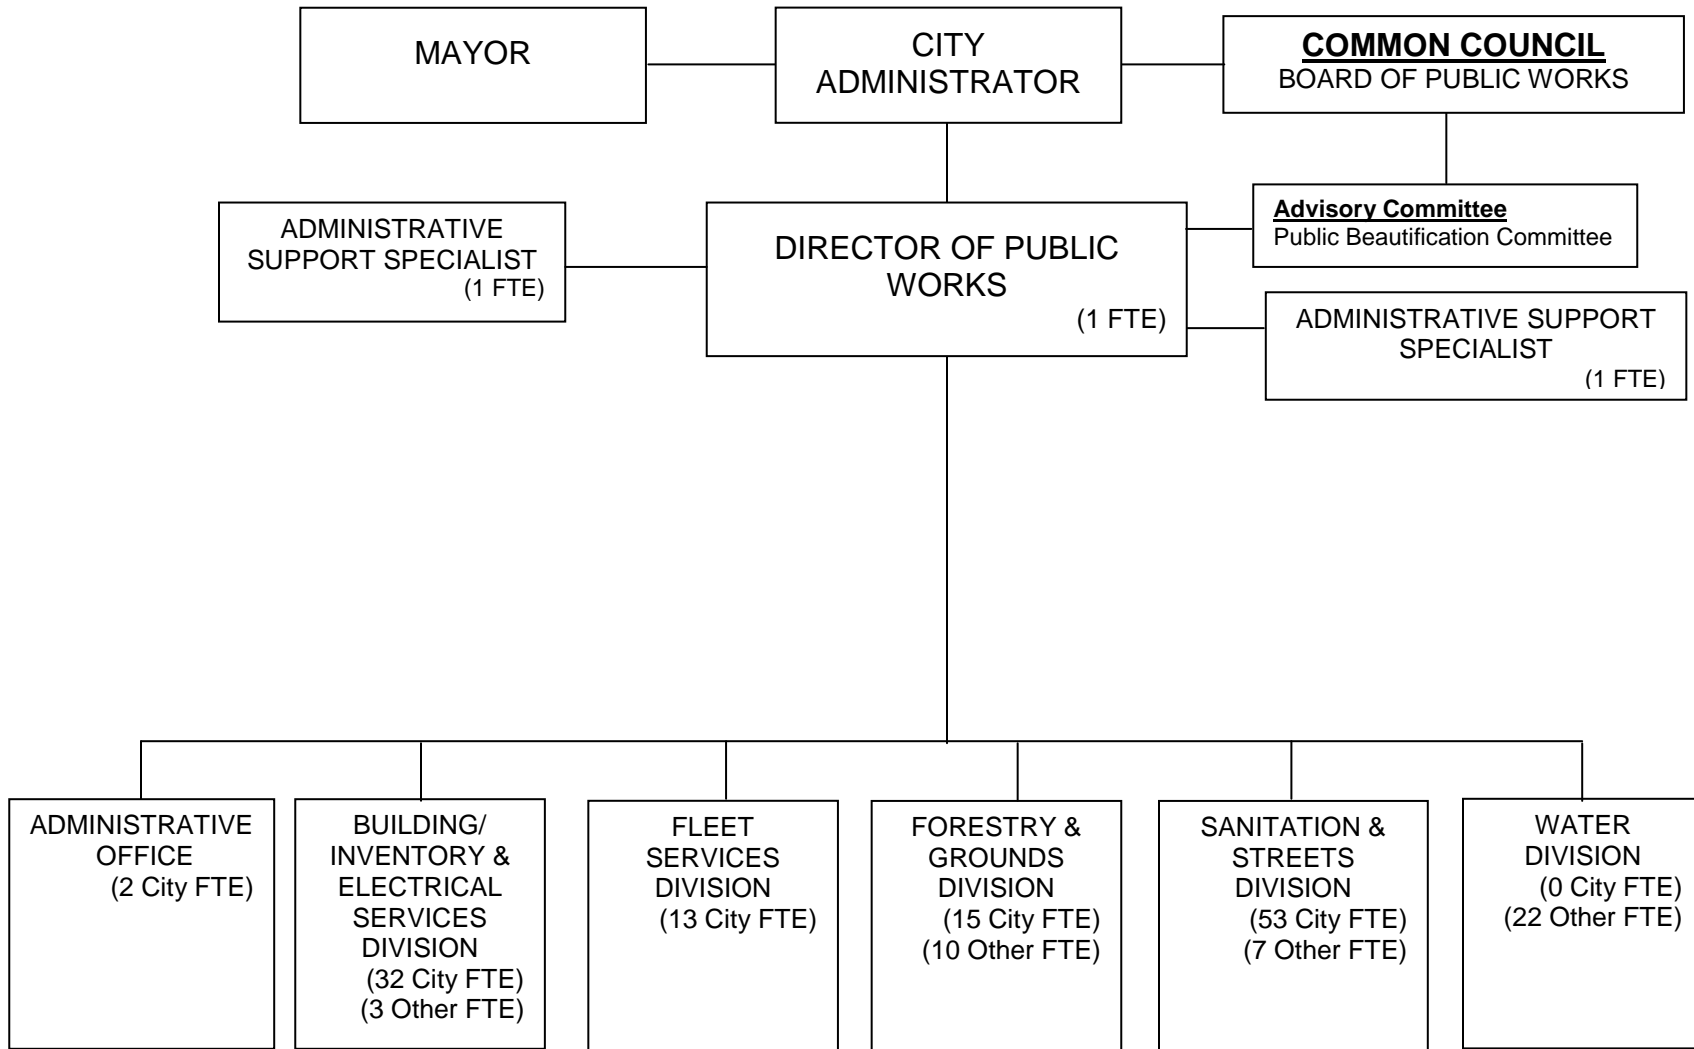 MAYOR
CITY
ADMINISTRATOR
COMMON COUNCIL
BOARD OF PUBLIC WORKS
ADMINISTRATIVE
SUPPORT SPECIALIST
(1 FTE)
DIRECTOR OF PUBLIC
WORKS
(1 FTE)
Advisory Committee
Public Beautification Committee
ADMINISTRATIVE SUPPORT
SPECIALIST
(1 FTE)
ADMINISTRATIVE
OFFICE
(2 City FTE)
BUILDING/
INVENTORY &
ELECTRICAL
SERVICES
DIVISION
(32 City FTE)
(3 Other FTE)
FLEET
SERVICES
DIVISION
(13 City FTE)
FORESTRY &
GROUNDS
DIVISION
(15 City FTE)
(10 Other FTE)
SANITATION &
STREETS
DIVISION
(53 City FTE)
(7 Other FTE)
WATER
DIVISION
(0 City FTE)
(22 Other FTE)